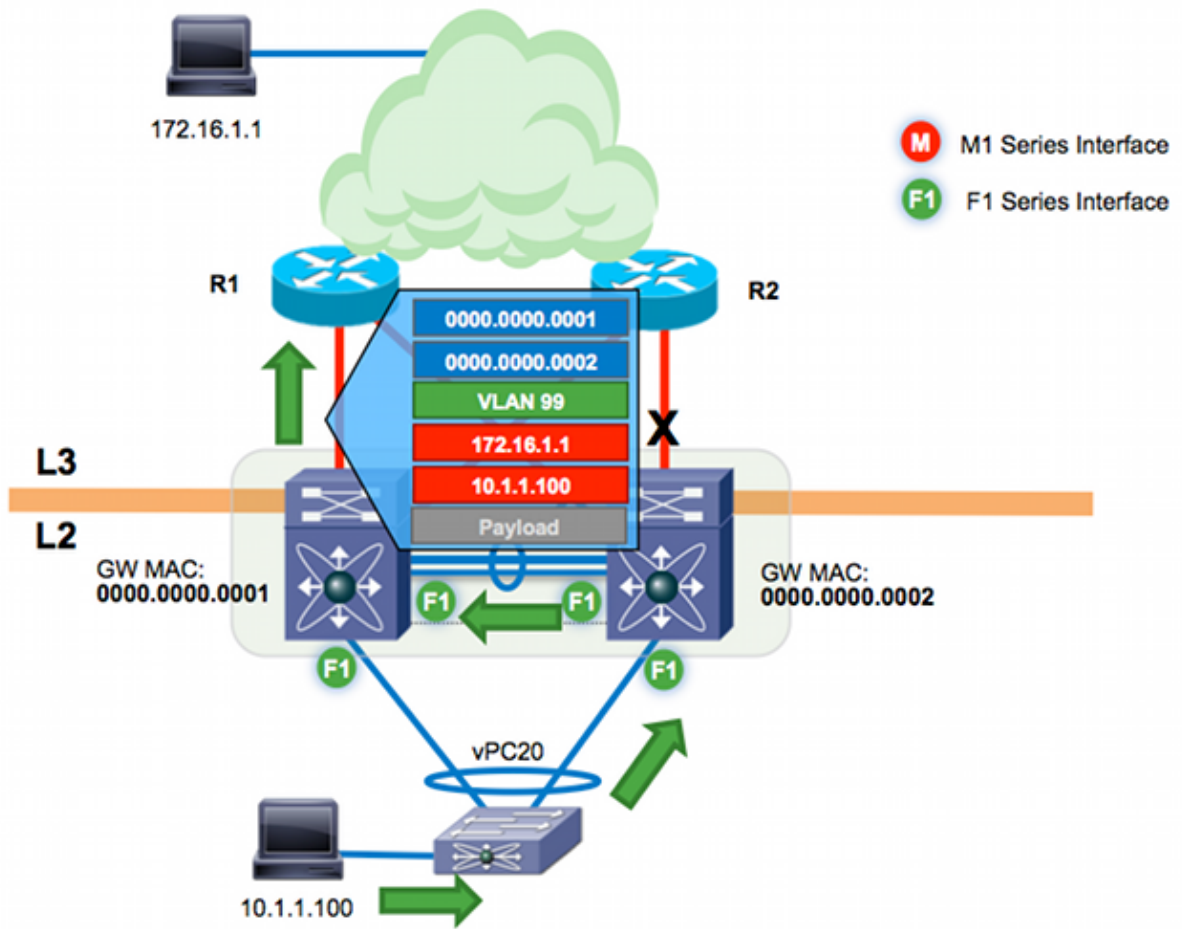 172.16.1.1
M M1 Series Interface
F1 F1 Series Interface
R1
R2
0000.0000.0001
0000.0000.0002
VLAN 99
172.16.1.1
10.1.1.100
Payload
X
L3
L2
GW MAC:
0000.0000.0001
GW MAC:
0000.0000.0002
F1
F1
F1
F1
vPC20
10.1.1.100